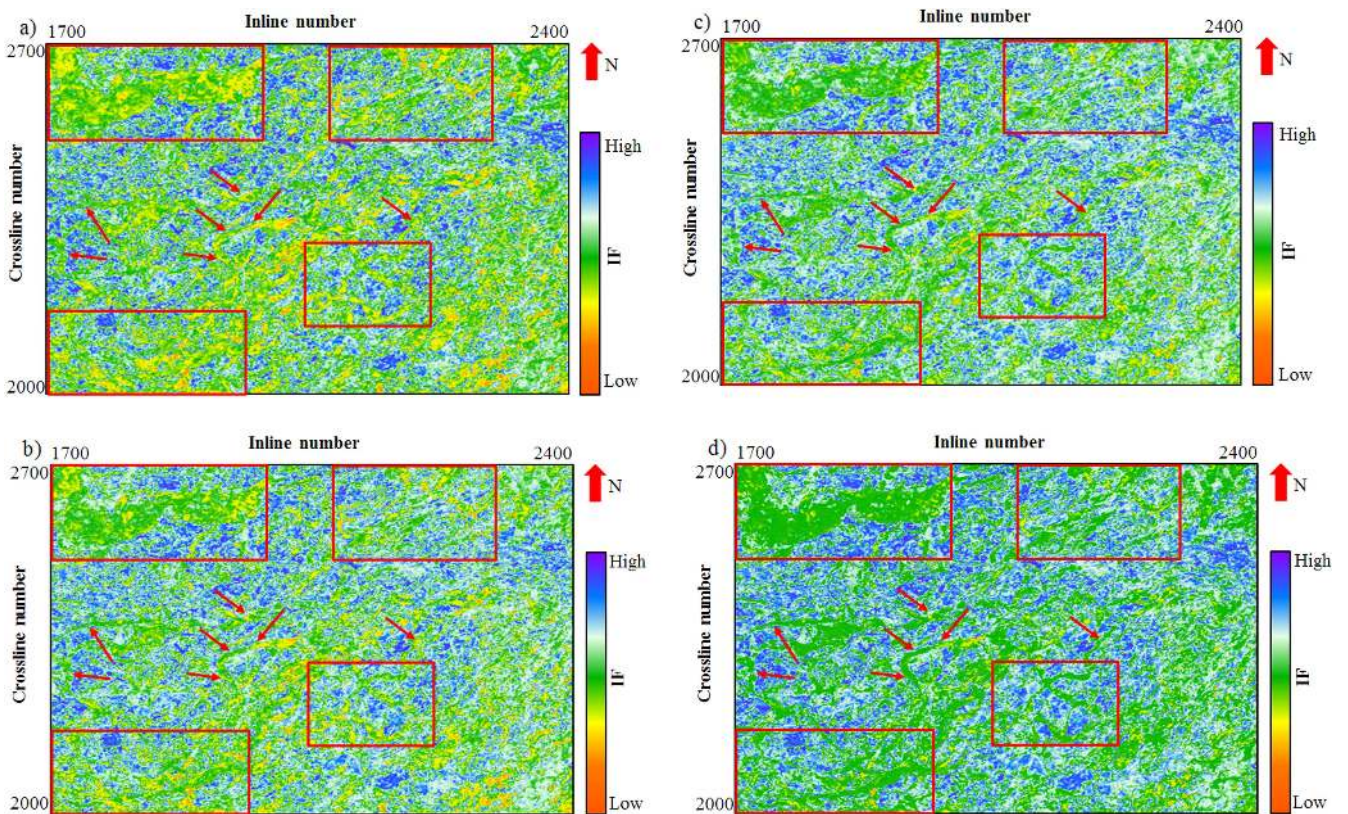 a)
Inline number
1700
2400
2700
N
Crossline number
High
IF
Low
2000
c)
Inline number
1700
2400
2700
N
Crossline number
High
IF
Low
2000
b)
Inline number
1700
2400
2700
N
Crossline number
High
IF
Low
2000
d)
Inline number
1700
2400
2700
N
Crossline number
High
IF
Low
2000